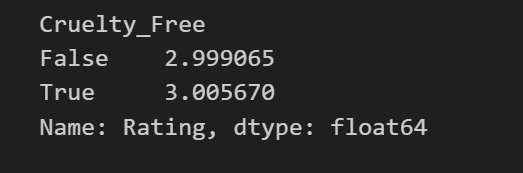 Cruelty_Free
False    2.999065
True     3.005670
Name: Rating, dtype: float64